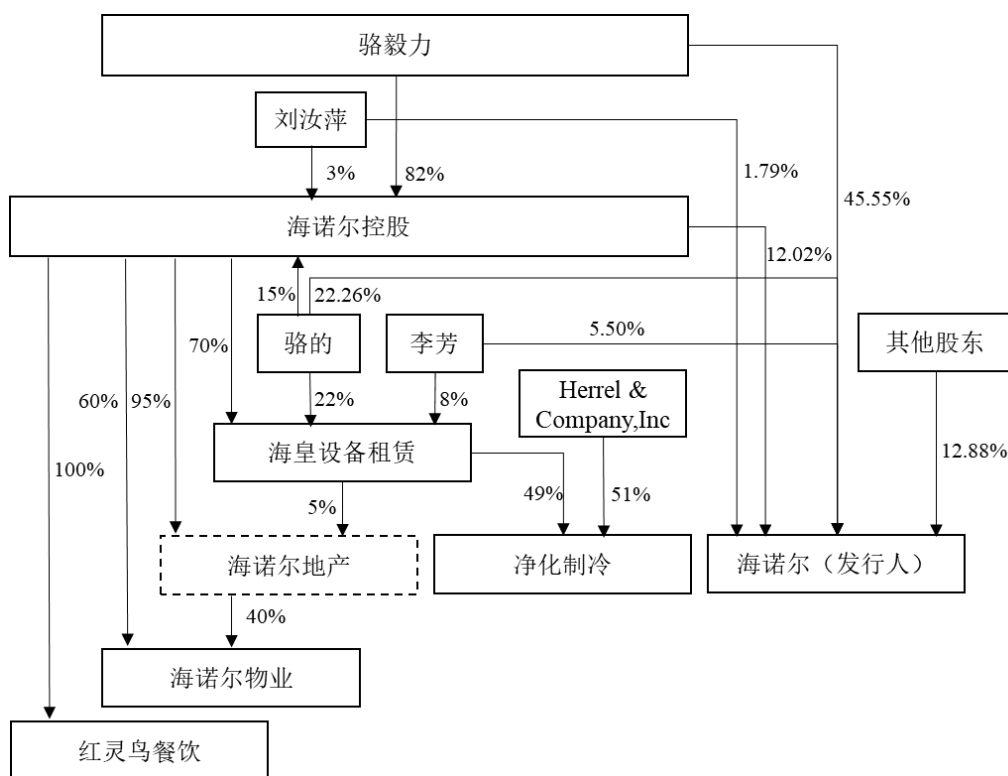 骆毅力
刘汝萍
3%
82%
1.79%
45.55%
海诺尔控股
12.02%
15%
22.26%
5.50%
70%
骆的
李芳
其他股东
60%
95%
22%
8%
Herrel &
Company,Inc
海皇设备租赁
12.88%
100%
5%
49%
51%
海诺尔地产
净化制冷
海诺尔（发行人）
40%
海诺尔物业
红灵鸟餐饮